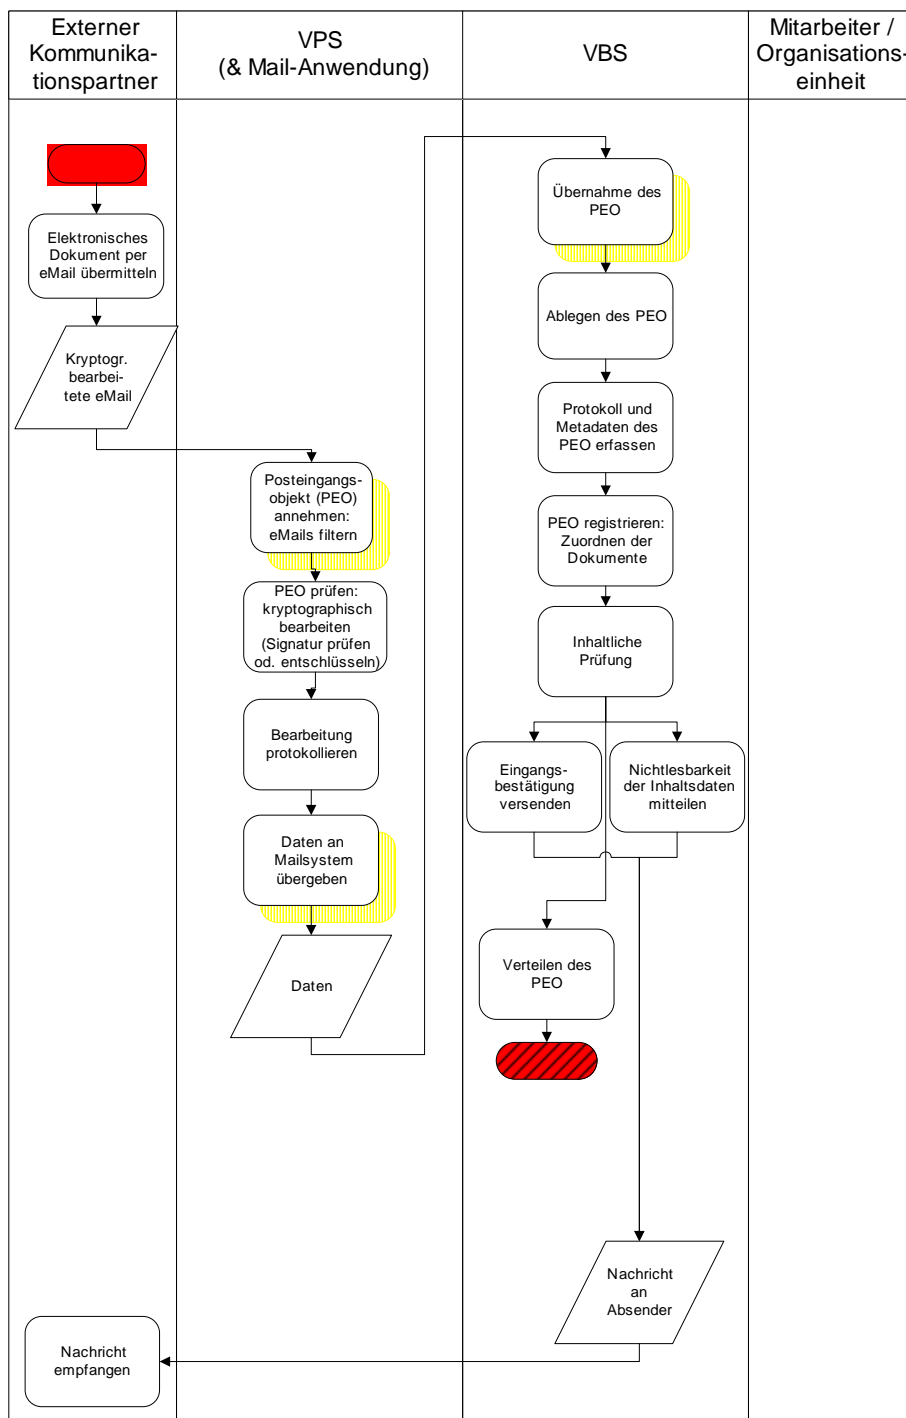 Externer
Kommunika-
tionspartner
VPS
(& Mail-Anwendung)
VBS
Mitarbeiter /
Organisations-
einheit
Elektronisches
Dokument per
eMail übermitteln
Kryptogr.
bearbei-
tete eMail
Posteingangs-
objekt (PEO)
annehmen:
eMails filtern
PEO prüfen:
kryptographisch
bearbeiten
(Signatur prüfen
od. entschlüsseln)
Bearbeitung
protokollieren
Daten an
Mailsystem
übergeben
Daten
Übernahme des
PEO
Ablegen des PEO
Protokoll und
Metadaten des
PEO erfassen
PEO registrieren:
Zuordnen der
Dokumente
Inhaltliche
Prüfung
Eingangs-
bestätigung
versenden
Nichtlesbarkeit
der Inhaltsdaten
mitteilen
Verteilen des
PEO
Nachricht
an
Absender
Nachricht
empfangen